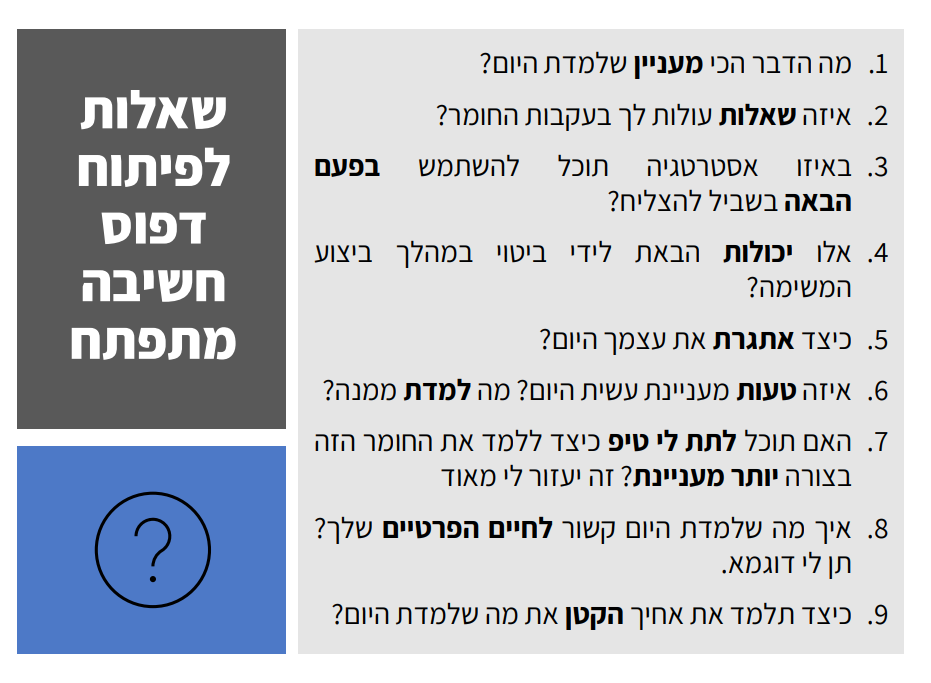 שאלות
לפיתוח
דפוס
חשיבה
מתפתח
1. מה הדבר הכי מעניין שלמדת היום?
2. איזה שאלות עולות לך בעקבות החומר?
3. באיזו אסטרטגיה תוכל להשתמש בפעם
הבאה בשביל להצליח?
4. אלו יכולות הבאת לידי ביטוי במהלך ביצוע
המשימה?
5. כיצד אתגרת את עצמך היום?
6. איזה טעות מעניינת עשית היום? מה למדת ממנה?
7. האם תוכל לתת לי טיפ כיצד ללמד את החומר הזה
בצורה יותר מעניינת? זה יעזור לי מאוד
8. איך מה שלמדת היום קשור לחיים הפרטיים שלך?
תן לי דוגמא.
9. כיצד תלמד את אחיך הקטן את מה שלמדת היום?